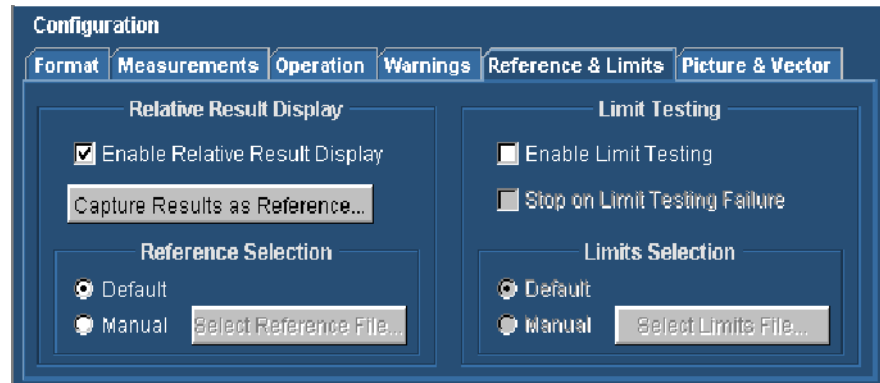 Configuration
Format Measurements Operation Warnings Reference & Limits Picture & Vector
Relative Result Display
Enable Relative Result Display
Capture Results as Reference...
Reference Selection
Default
Manual Select Reference File...
Limit Testing
Enable Limit Testing
Stop on Limit Testing Failure
Limits Selection
Default
Manual Select Limits File...